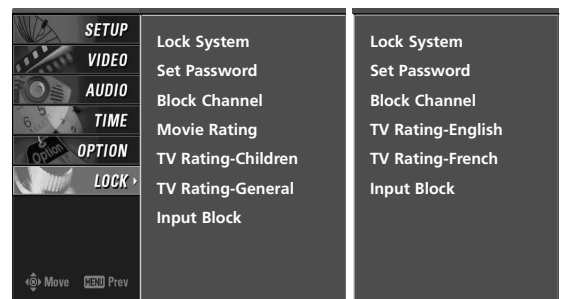 SETUP
VIDEO
AUDIO
TIME
OPTION
LOCK
Move MENU Prev
Lock System
Set Password
Block Channel
Movie Rating
TV Rating-Children
TV Rating-General
Input Block
Lock System
Set Password
Block Channel
TV Rating-English
TV Rating-French
Input Block